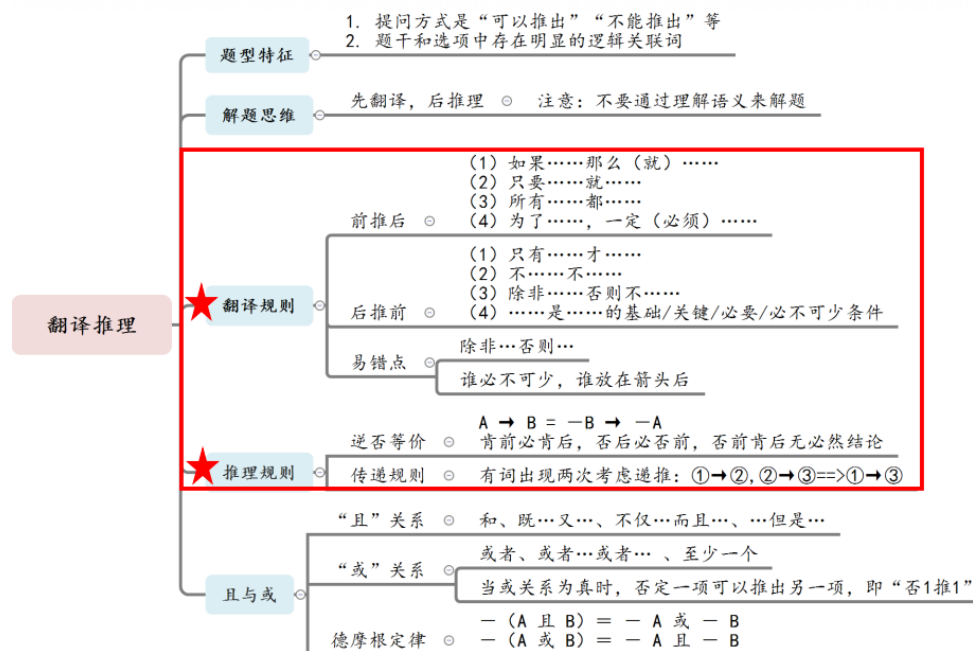 翻译推理
题型特征
1. 提问方式是“可以推出”“不能推出”等
2. 题干和选项中存在明显的逻辑关联词
解题思维
先翻译，后推理
注意：不要通过理解语义来解题
翻译规则
前推后
(1) 如果……那么（就）……
(2) 只要……就……
(3) 所有……都……
(4) 为了……，一定（必须）……
后推前
(1) 只有……才……
(2) 不……不……
(3) 除非……否则不……
(4) ……是……的基础/关键/必要/必不可少条件
易错点
除非…否则…
谁必不可少，谁放在箭头后
推理规则
逆否等价
A → B = －B → －A
肯前必肯后，否后必否前，否前肯后无必然结论
传递规则
有词出现两次考虑递推：①→②,②→③==>①→③
且与或
“且”关系
和、既…又…、不仅…而且…、…但是…
“或”关系
或者、或者…或者… 、至少一个
当或关系为真时，否定一项可以推出另一项，即“否1推1”
德摩根定律
－（A 且 B）＝ － A 或 － B
－（A 或 B）＝ － A 且 － B